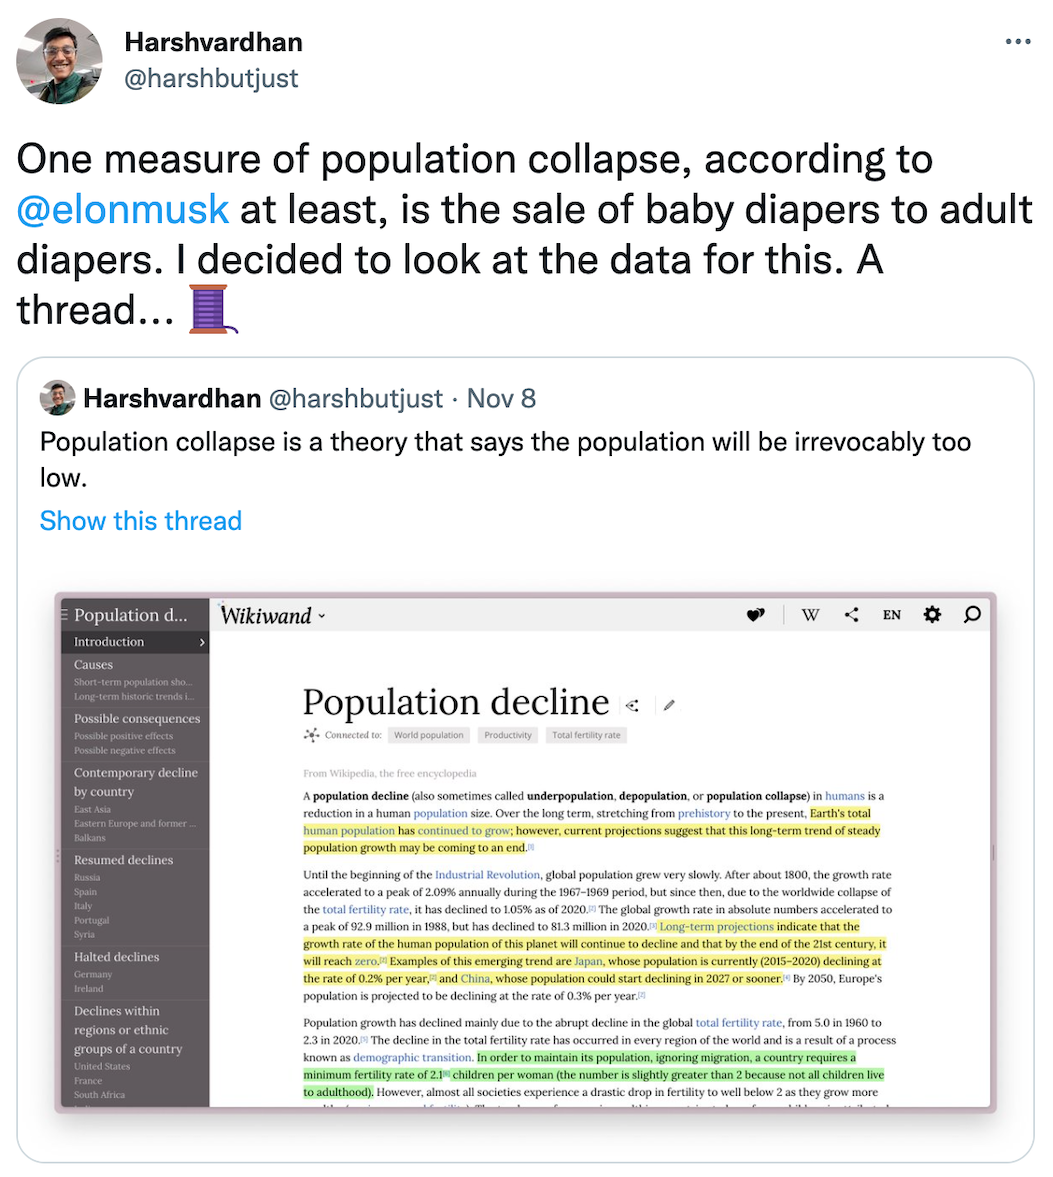 Harshvardhan
@harshbutjust
One measure of population collapse, according to
@elonmusk at least, is the sale of baby diapers to adult
diapers. I decided to look at the data for this. A
thread... 🧵
Harshvardhan @harshbutjust · Nov 8
Population collapse is a theory that says the population will be irrevocably too
low.
Show this thread
Population d...
Introduction
Causes
Short-term population sho...
Long-term historic trends i...
Possible consequences
Possible positive effects
Possible negative effects
Contemporary decline
by country
East Asia
Eastern Europe and former ...
Balkans
Resumed declines
Russia
Spain
Italy
Portugal
Syria
Halted declines
Germany
Ireland
Declines within
regions or ethnic
groups of a country
United States
France
South Africa
Wikiwand
W
EN
Population decline
Connected to: World population Productivity Total fertility rate
From Wikipedia, the free encyclopedia
A population decline (also sometimes called underpopulation, depopulation, or population collapse) in humans is a
reduction in a human population size. Over the long term, stretching from prehistory to the present, Earth's total
human population has continued to grow; however, current projections suggest that this long-term trend of steady
population growth may be coming to an end.[1]
Until the beginning of the Industrial Revolution, global population grew very slowly. After about 1800, the growth rate
accelerated to a peak of 2.09% annually during the 1967–1969 period, but since then, due to the worldwide collapse of
the total fertility rate, it has declined to 1.05% as of 2020.[2] The global growth rate in absolute numbers accelerated to
a peak of 92.9 million in 1988, but has declined to 81.3 million in 2020.[3] Long-term projections indicate that the
growth rate of the human population of this planet will continue to decline and that by the end of the 21st century, it
will reach zero.[2] Examples of this emerging trend are Japan, whose population is currently (2015–2020) declining at
the rate of 0.2% per year,[2] and China, whose population could start declining in 2027 or sooner.[4] By 2050, Europe's
population is projected to be declining at the rate of 0.3% per year.[2]
Population growth has declined mainly due to the abrupt decline in the global total fertility rate, from 5.0 in 1960 to
2.3 in 2020.[5] The decline in the total fertility rate has occurred in every region of the world and is a result of a process
known as demographic transition. In order to maintain its population, ignoring migration, a country requires a
minimum fertility rate of 2.1[6] children per woman (the number is slightly greater than 2 because not all children live
to adulthood). However, almost all societies experience a drastic drop in fertility to well below 2 as they grow more